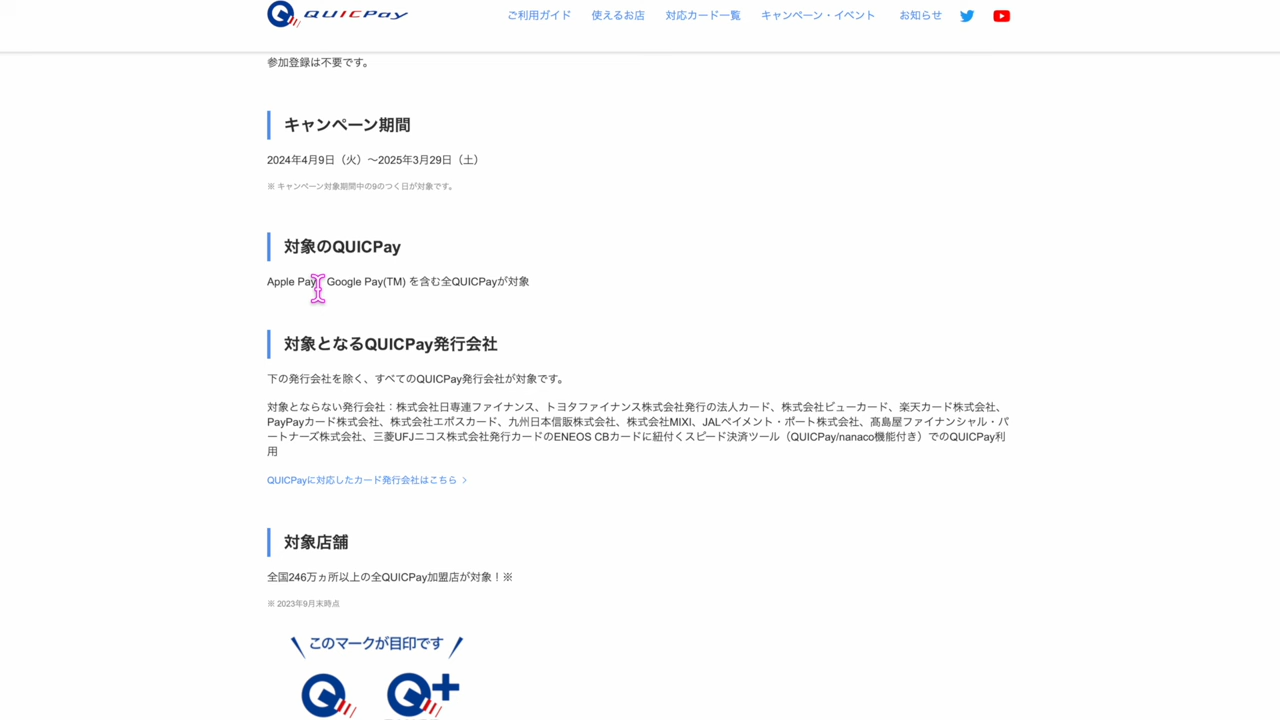 QUICPay
ご利用ガイド 使えるお店 対応カード一覧 キャンペーン・イベント お知らせ
参加登録は不要です。
キャンペーン期間
2024年4月9日（火）〜2025年3月29日（土）
※ キャンペーン対象期間中の9のつく日が対象です。
対象のQUICPay
Apple Pay Google Pay(TM) を含む全QUICPayが対象
対象となるQUICPay発行会社
下の発行会社を除く、すべてのQUICPay発行会社が対象です。
対象とならない発行会社：株式会社日専連ファイナンス、トヨタファイナンス株式会社発行の法人カード、株式会社ビューカード、楽天カード株式会社、
PayPayカード株式会社、株式会社エポスカード、九州日本信販株式会社、株式会社MIXI、JALペイメント・ポート株式会社、髙島屋ファイナンシャル・パ
ートナーズ株式会社、三菱UFJニコス株式会社発行カードのENEOS CBカードに紐付くスピード決済ツール（QUICPay/nanaco機能付き）でのQUICPay利
用
QUICPayに対応したカード発行会社はこちら
対象店舗
全国246万ヵ所以上の全QUICPay加盟店が対象！※
※ 2023年9月末時点
このマークが目印です
Q Q+